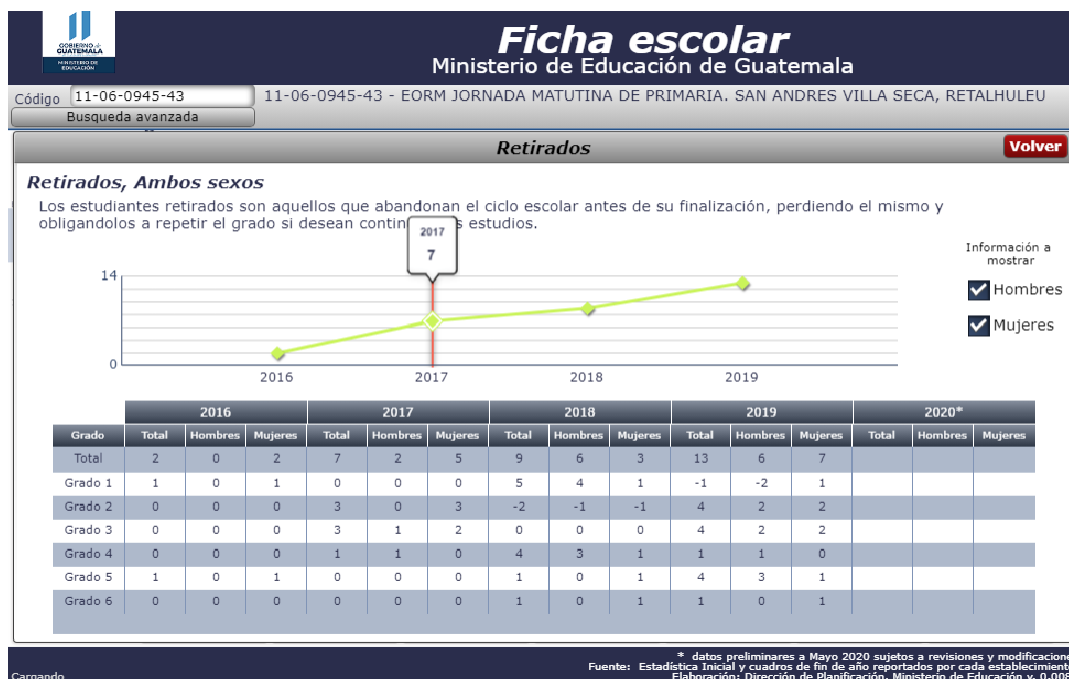 GOBIERNO de
GUATEMALA
MINISTERIO DE
EDUCACIÓN
Ficha escolar
Ministerio de Educación de Guatemala
Código 11-06-0945-43 11-06-0945-43 - EORM JORNADA MATUTINA DE PRIMARIA. SAN ANDRES VILLA SECA, RETALHULEU
Busqueda avanzada
Retirados Volver
Retirados, Ambos sexos
Los estudiantes retirados son aquellos que abandonan el ciclo escolar antes de su finalización, perdiendo el mismo y
obligandolos a repetir el grado si desean contin s estudios.
2017
7
Información a
mostrar
Hombres
Mujeres
14
0
2016 2017 2018 2019
2016 2017 2018 2019 2020*
Grado Total Hombres Mujeres Total Hombres Mujeres Total Hombres Mujeres Total Hombres Mujeres Total Hombres Mujeres
Total 2 0 2 7 2 5 9 6 3 13 6 7
Grado 1 1 0 1 0 0 0 5 4 1 -1 -2 1
Grado 2 0 0 0 3 0 3 -2 -1 -1 4 2 2
Grado 3 0 0 0 3 1 2 0 0 0 4 2 2
Grado 4 0 0 0 1 1 0 4 3 1 1 1 0
Grado 5 1 0 1 0 0 0 1 0 1 4 3 1
Grado 6 0 0 0 0 0 0 1 0 1 1 0 1
* datos preliminares a Mayo 2020 sujetos a revisiones y modificacione
Fuente: Estadística Inicial y cuadros de fin de año reportados por cada establecimiento
Elaboración: Dirección de Planificación, Ministerio de Educación v. 0.008
Cargando